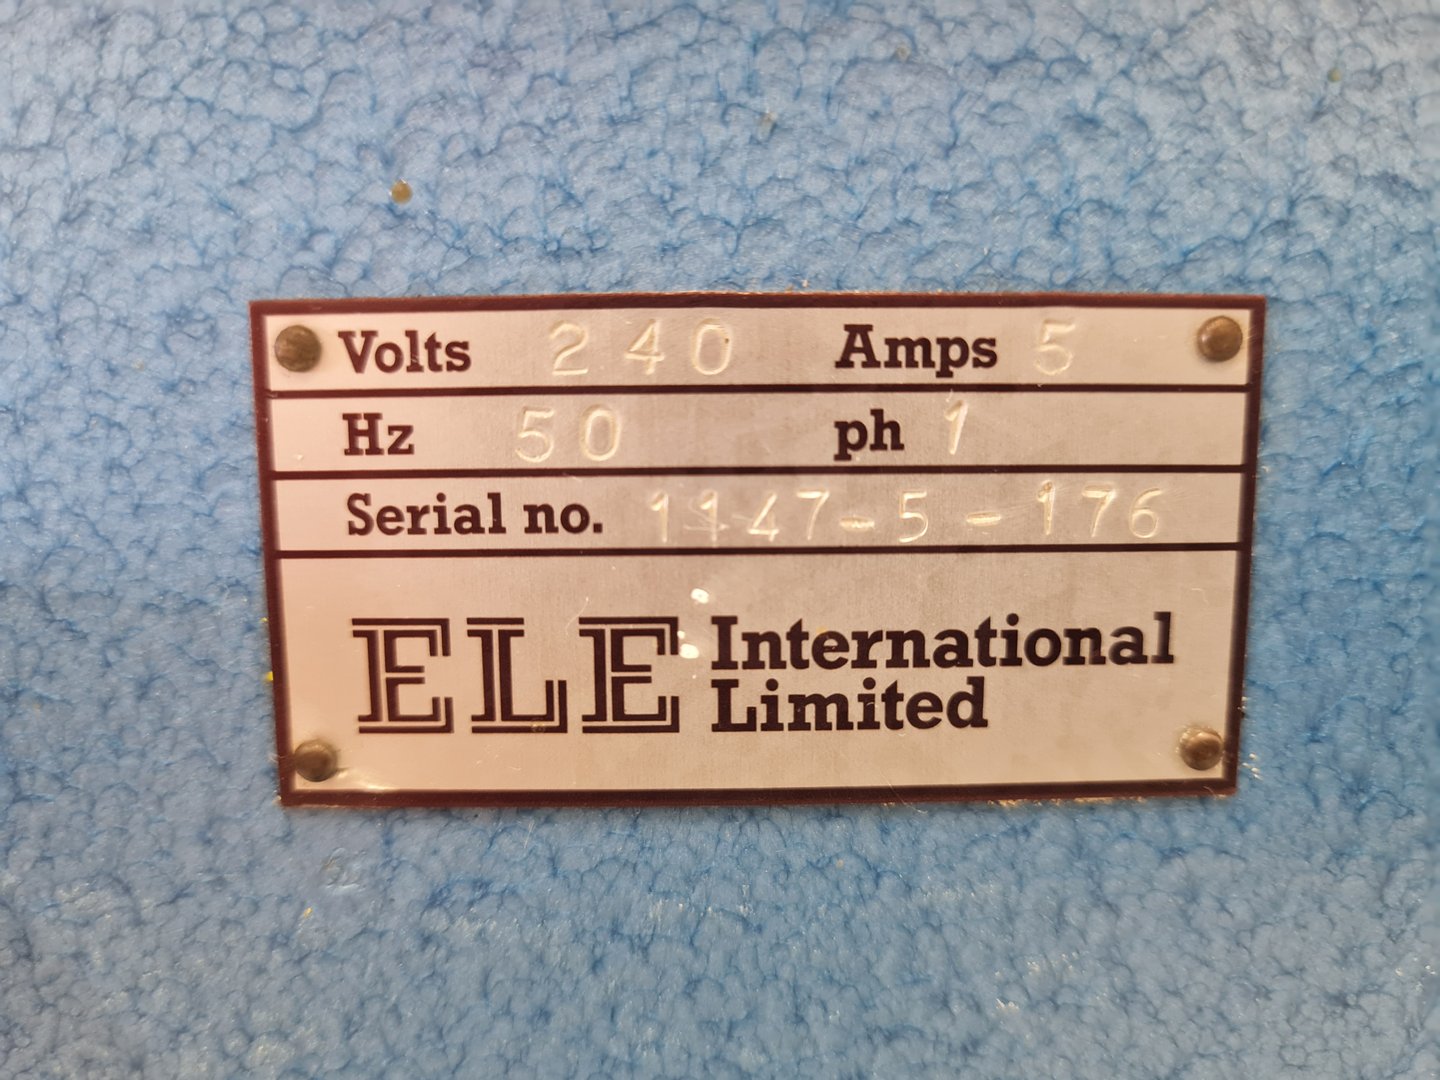 Volts 240 Amps 5
Hz 50 ph 1
Serial no. 1147-5-176
ELE International
Limited